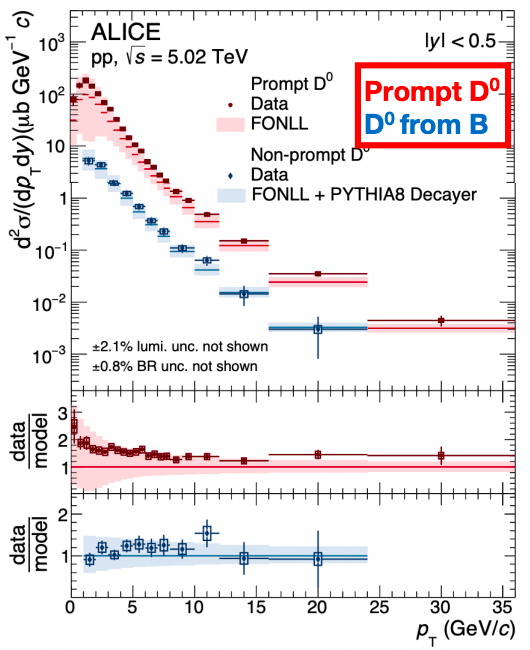 ALICE
pp, √s = 5.02 TeV
|y| < 0.5
Prompt D⁰
Data
FONLL
Non-prompt D⁰
Data
FONLL + PYTHIA8 Decayer
Prompt D⁰
D⁰ from B
d²σ/(dp_T dy)(μb GeV⁻¹ c)
10³
10²
10
1
10⁻¹
10⁻²
10⁻³
±2.1% lumi. unc. not shown
±0.8% BR unc. not shown
data
model
3
2
1
data
model
2
1
0 5 10 15 20 25 30 35
p_T (GeV/c)